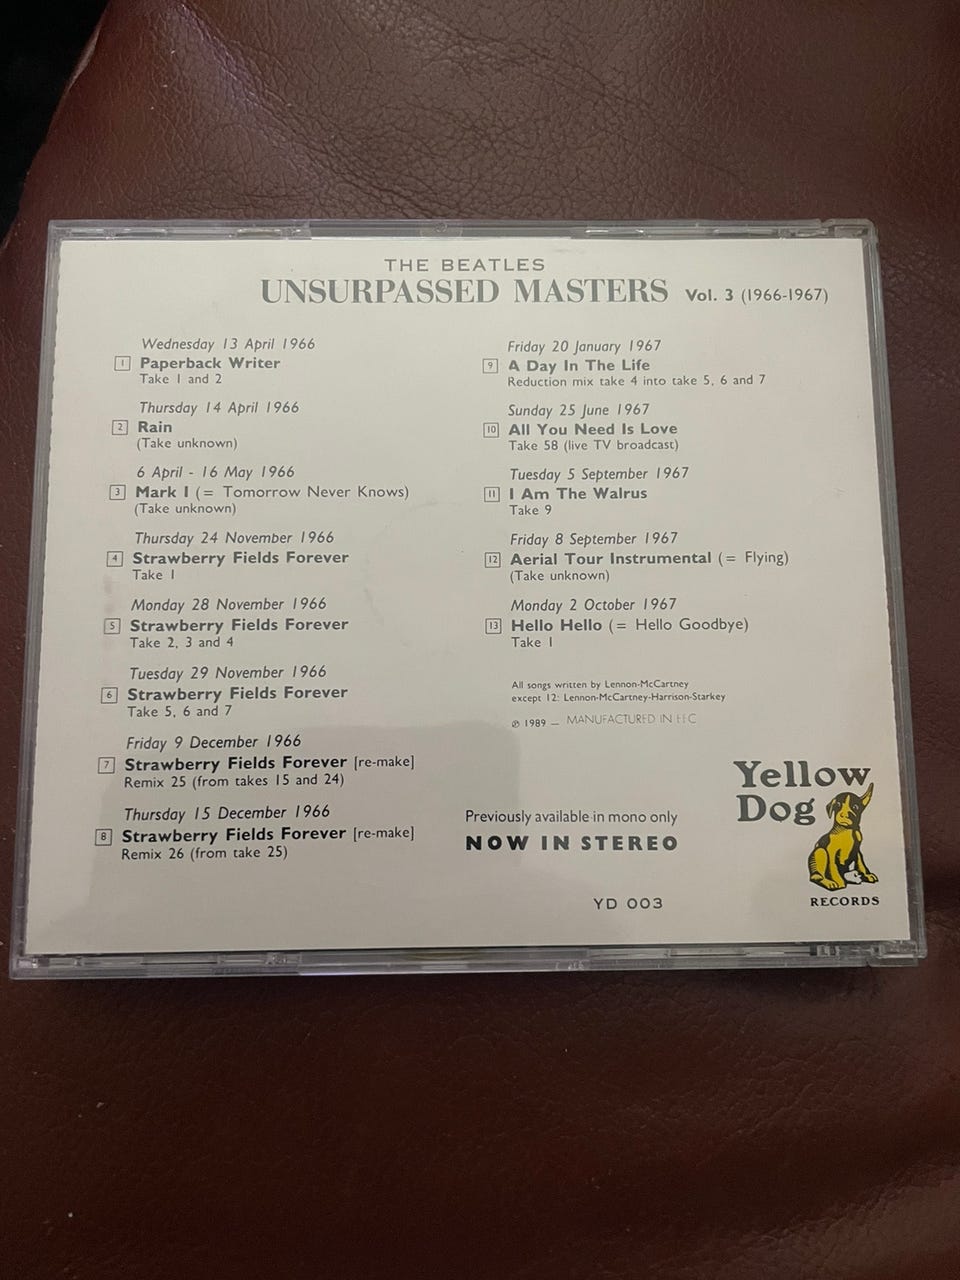 THE BEATLES
UNSURPASSED MASTERS Vol. 3 (1966-1967)
Wednesday 13 April 1966
1 Paperback Writer
Take 1 and 2
Thursday 14 April 1966
2 Rain
(Take unknown)
6 April - 16 May 1966
3 Mark I (= Tomorrow Never Knows)
(Take unknown)
Thursday 24 November 1966
4 Strawberry Fields Forever
Take 1
Monday 28 November 1966
5 Strawberry Fields Forever
Take 2, 3 and 4
Tuesday 29 November 1966
6 Strawberry Fields Forever
Take 5, 6 and 7
Friday 9 December 1966
7 Strawberry Fields Forever [re-make]
Remix 25 (from takes 15 and 24)
Thursday 15 December 1966
8 Strawberry Fields Forever [re-make]
Remix 26 (from take 25)
Friday 20 January 1967
9 A Day In The Life
Reduction mix take 4 into take 5, 6 and 7
Sunday 25 June 1967
10 All You Need Is Love
Take 58 (live TV broadcast)
Tuesday 5 September 1967
11 I Am The Walrus
Take 9
Friday 8 September 1967
12 Aerial Tour Instrumental (= Flying)
(Take unknown)
Monday 2 October 1967
13 Hello Hello (= Hello Goodbye)
Take 1
All songs written by Lennon-McCartney
except 12: Lennon-McCartney-Harrison-Starkey
℗ 1989 — MANUFACTURED IN EEC
Previously available in mono only
NOW IN STEREO
YD 003
Yellow
Dog
RECORDS